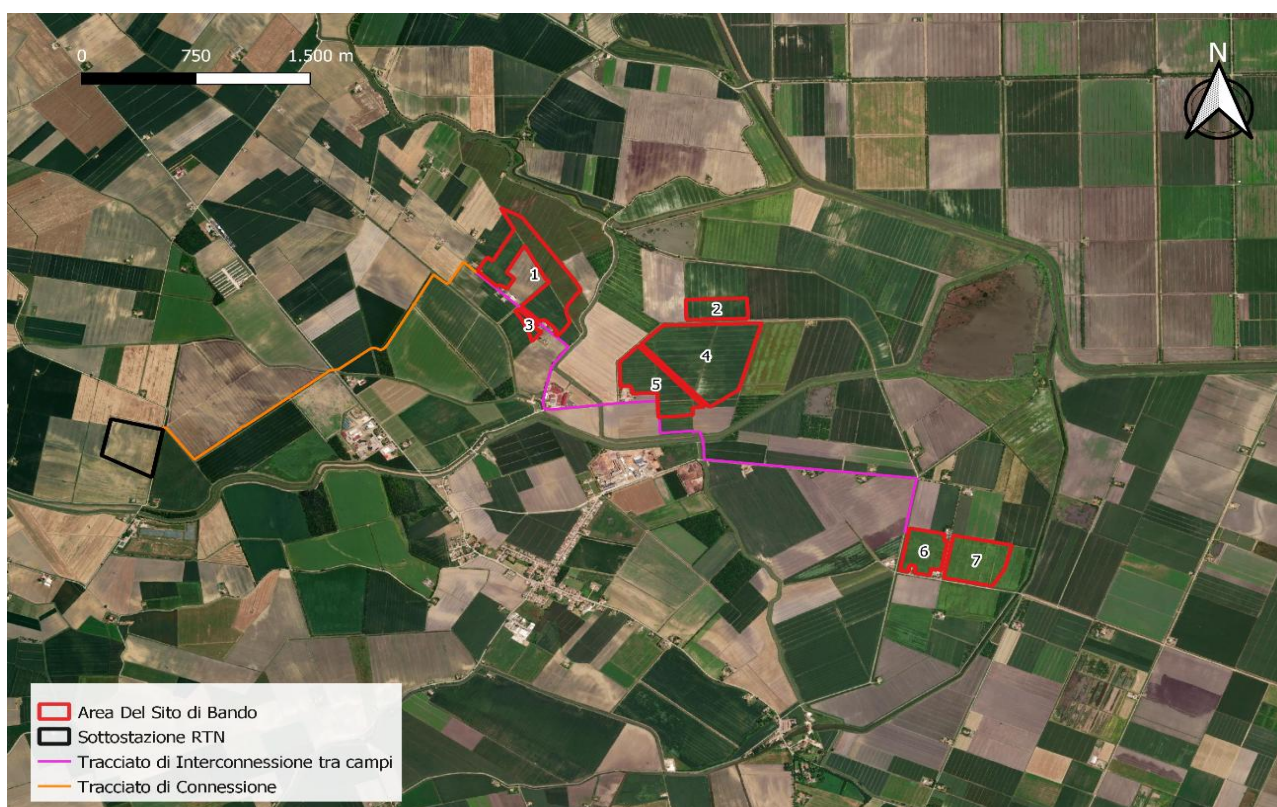 0 750 1.500 m
N
1
2
3
4
5
6
7
Area Del Sito di Bando
Sottostazione RTN
Tracciato di Interconnessione tra campi
Tracciato di Connessione